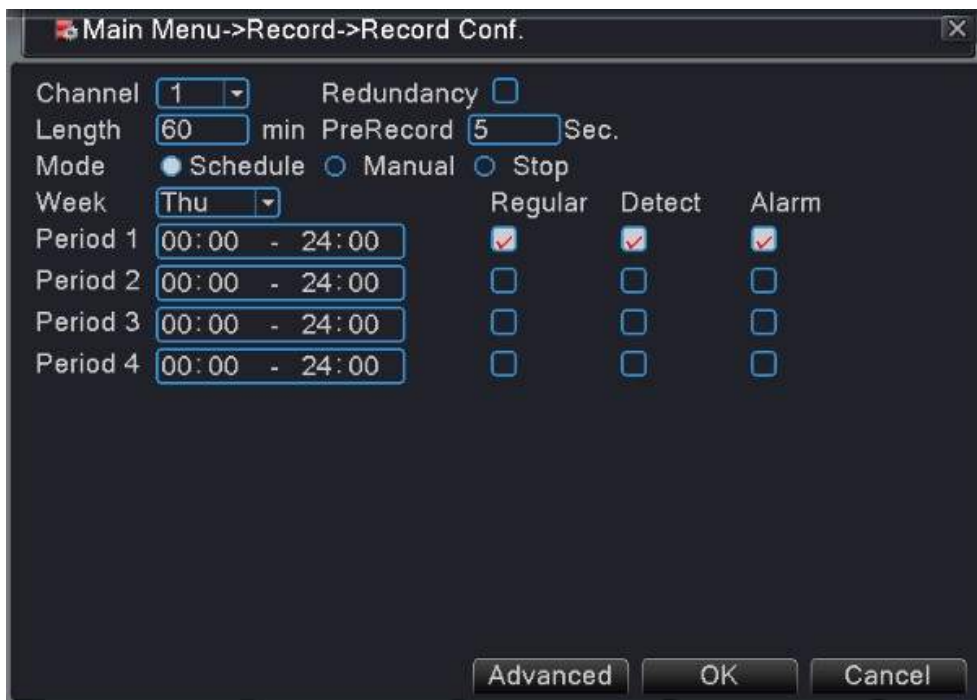 Main Menu->Record->Record Conf.
Channel 1 Redundancy
Length 60 min PreRecord 5 Sec.
Mode Schedule Manual Stop
Week Thu Regular Detect Alarm
Period 1 00:00 - 24:00
Period 2 00:00 - 24:00
Period 3 00:00 - 24:00
Period 4 00:00 - 24:00
Advanced OK Cancel